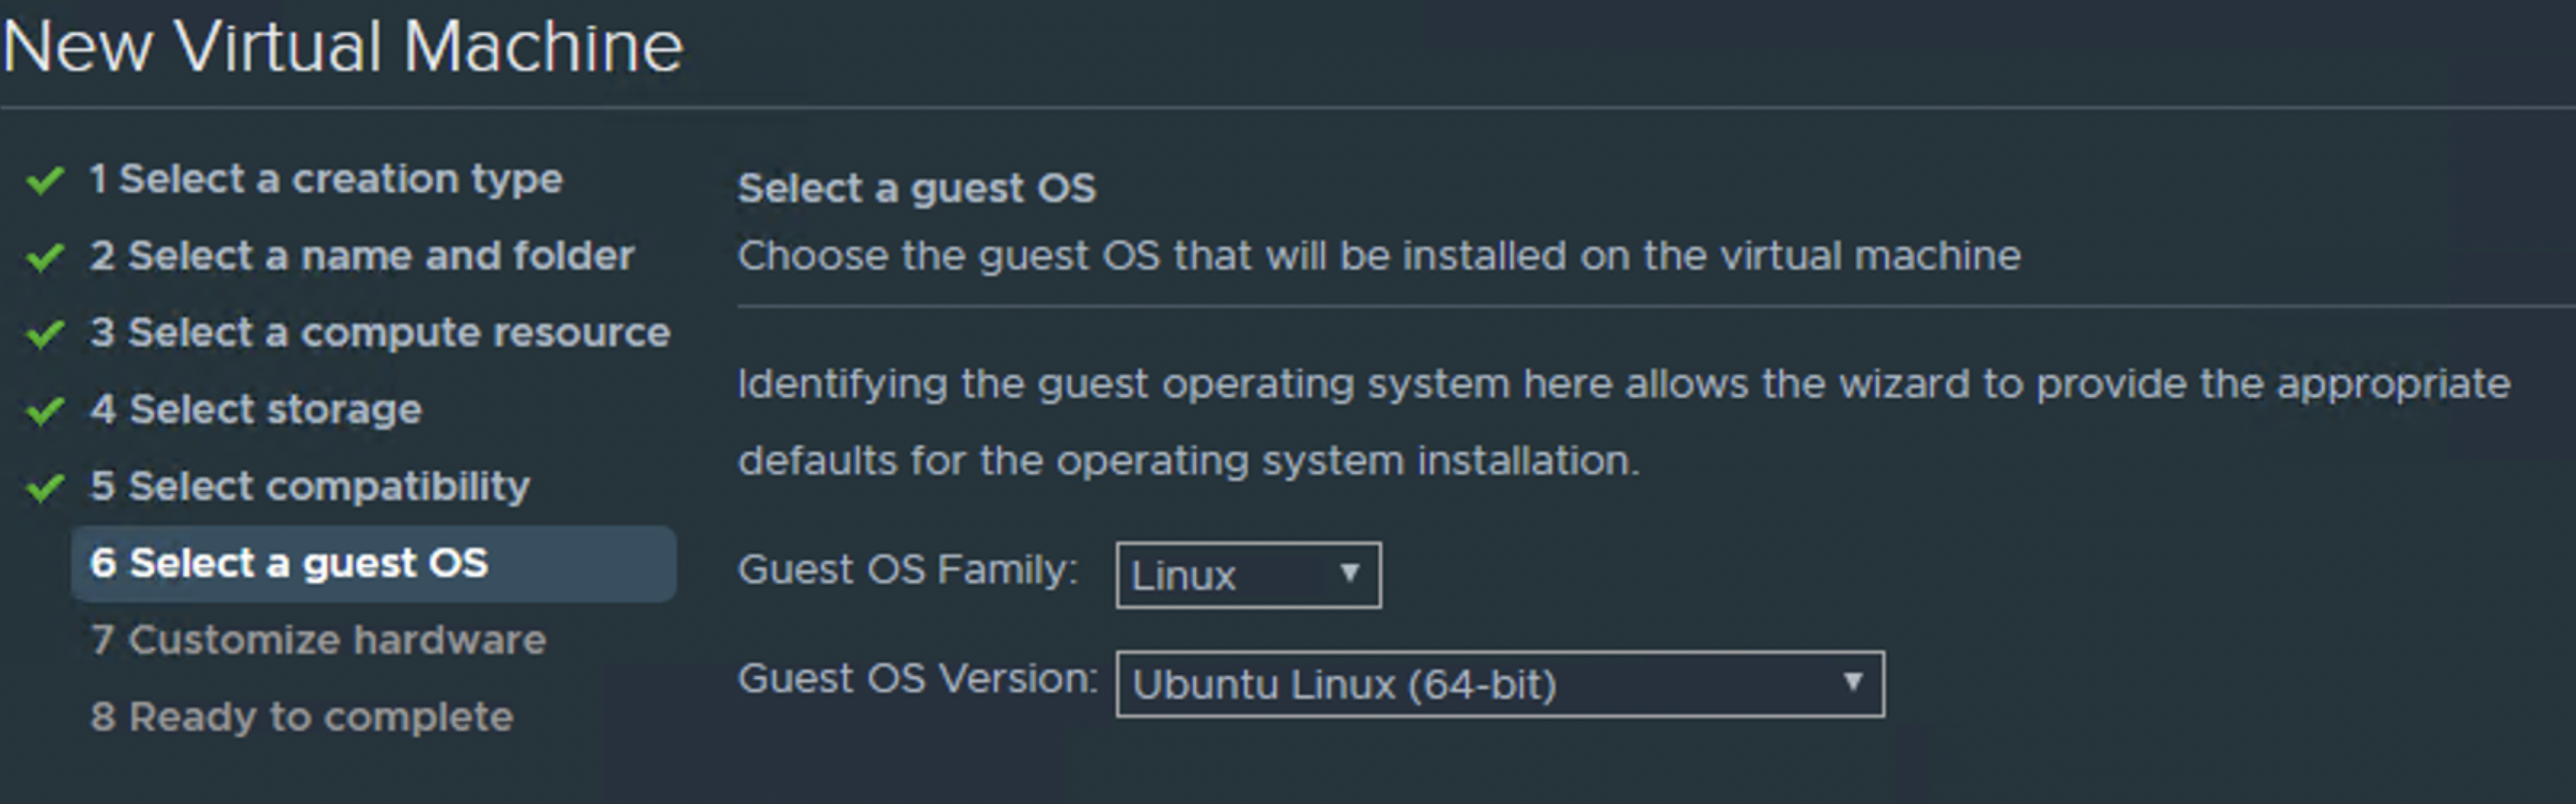 New Virtual Machine
1 Select a creation type
2 Select a name and folder
3 Select a compute resource
4 Select storage
5 Select compatibility
6 Select a guest OS
7 Customize hardware
8 Ready to complete
Select a guest OS
Choose the guest OS that will be installed on the virtual machine
Identifying the guest operating system here allows the wizard to provide the appropriate
defaults for the operating system installation.
Guest OS Family: Linux
Guest OS Version: Ubuntu Linux (64-bit)